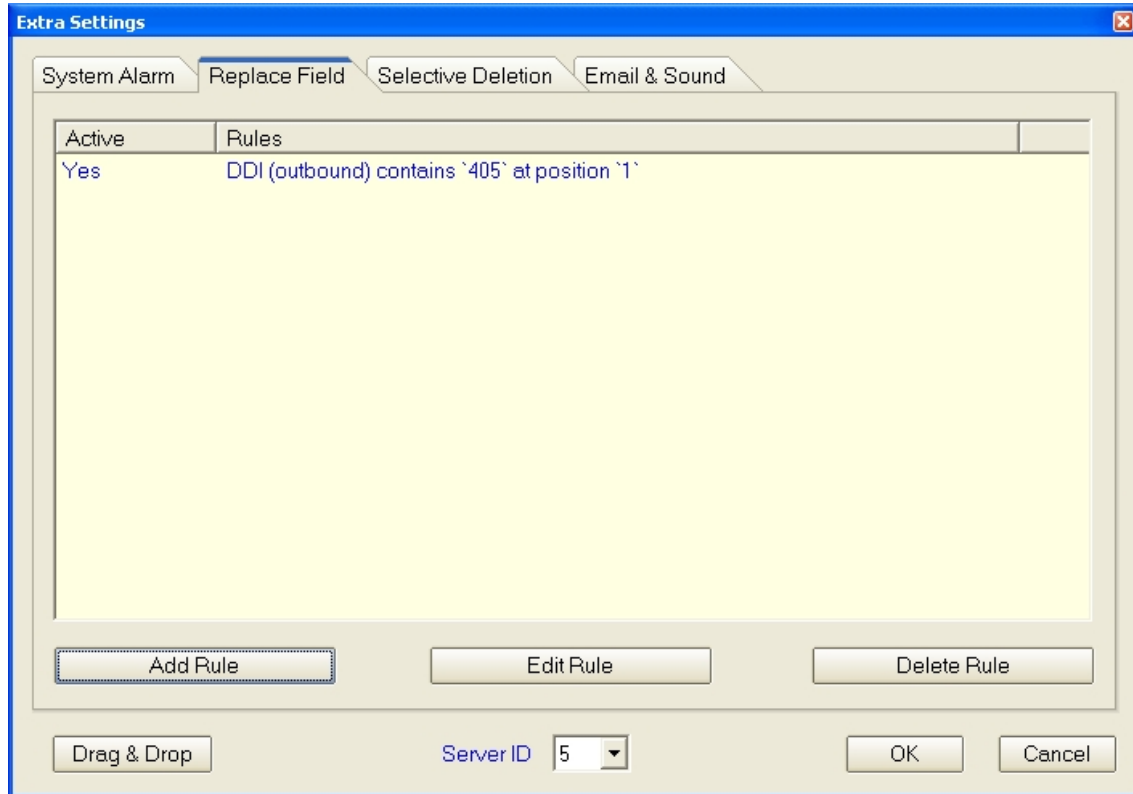 Extra Settings
System Alarm Replace Field Selective Deletion Email & Sound
Active Rules
Yes DDI (outbound) contains `405` at position `1`
Add Rule Edit Rule Delete Rule
Drag & Drop Server ID 5 OK Cancel